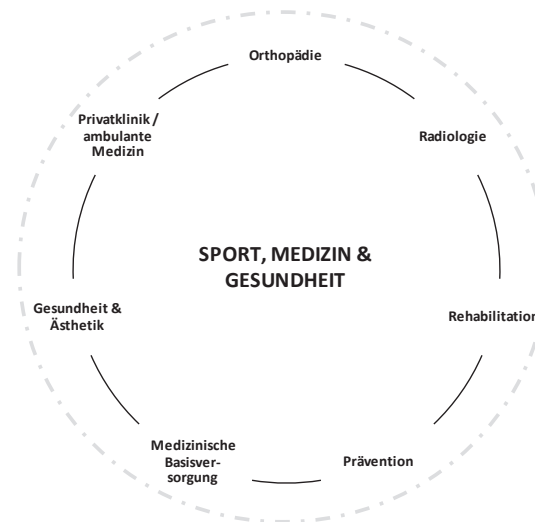 Orthopädie
Privatklinik /
ambulante
Medizin
Radiologie
SPORT, MEDIZIN &
GESUNDHEIT
Gesundheit &
Ästhetik
Rehabilitation
Medizinische
Basisver-
sorgung
Prävention